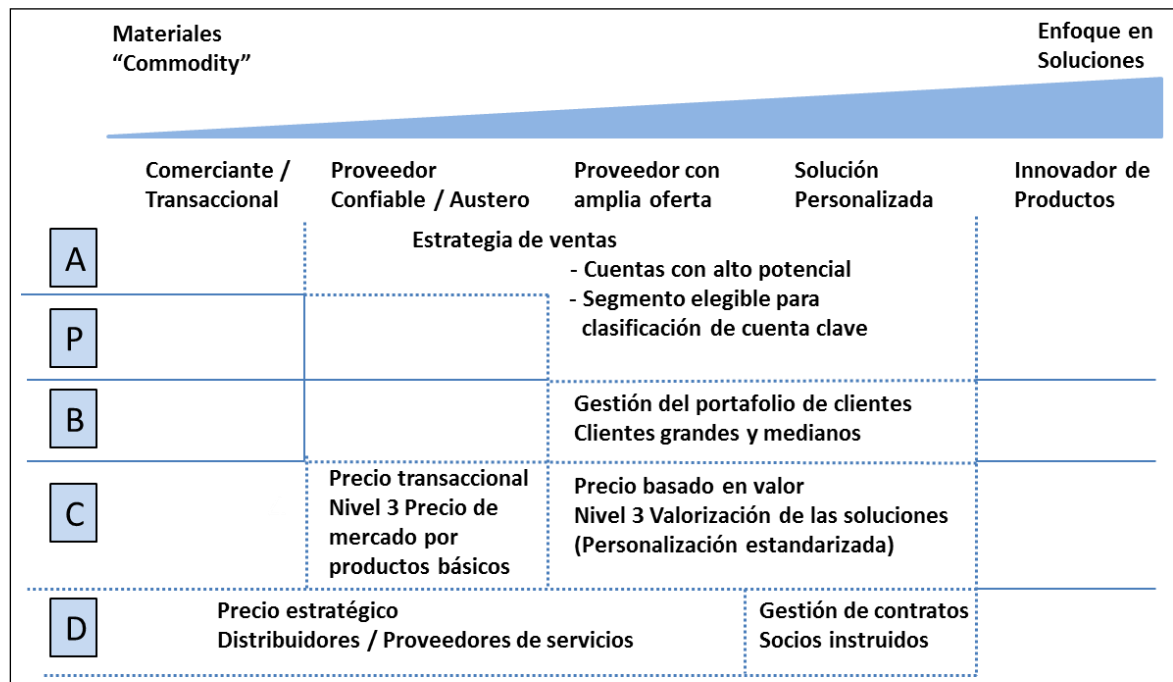 Materiales
“Commodity”
Enfoque en
Soluciones
Comerciante /
Transaccional
Proveedor
Confiable / Austero
Proveedor con
amplia oferta
Solución
Personalizada
Innovador de
Productos
A
Estrategia de ventas
- Cuentas con alto potencial
- Segmento elegible para
clasificación de cuenta clave
P
B
Gestión del portafolio de clientes
Clientes grandes y medianos
C
Precio transaccional
Nivel 3 Precio de
mercado por
productos básicos
Precio basado en valor
Nivel 3 Valorización de las soluciones
(Personalización estandarizada)
D
Precio estratégico
Distribuidores / Proveedores de servicios
Gestión de contratos
Socios instruidos